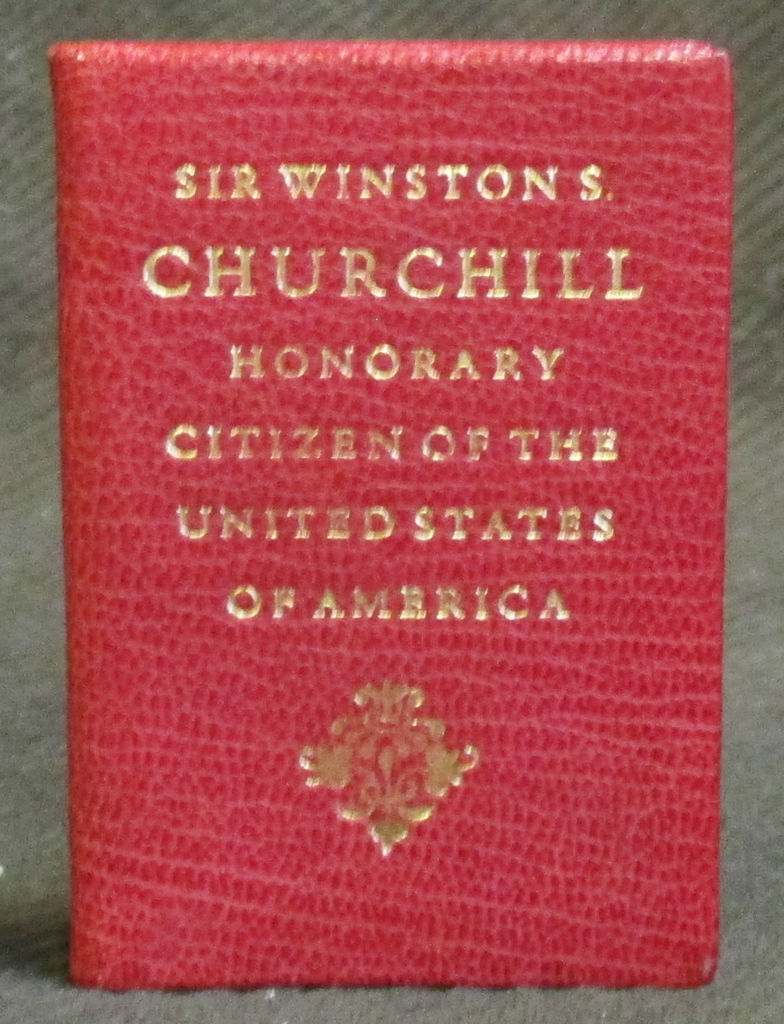 SIR WINSTON S.
CHURCHILL
HONORARY
CITIZEN OF THE
UNITED STATES
OF AMERICA